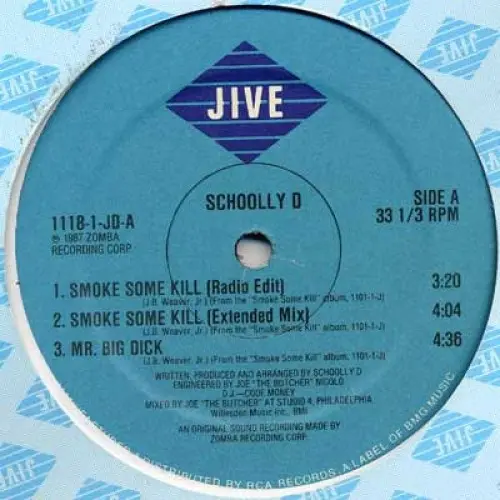 JIVE
SCHOOLLY D
SIDE A
33 1/3 RPM
1118-1-JD-A
℗ 1987 ZOMBA
RECORDING CORP.
1. SMOKE SOME KILL (Radio Edit) 3:20
(J.B. Weaver, Jr.) (From the "Smoke Some Kill" album, 1101-1-J)
2. SMOKE SOME KILL (Extended Mix) 4:04
(J.B. Weaver, Jr.) (From the "Smoke Some Kill" album, 1101-1-J)
3. MR. BIG DICK 4:36
(J.B. Weaver, Jr.) (From the "Smoke Some Kill" album, 1101-1-J)
WRITTEN, PRODUCED AND ARRANGED BY SCHOOLLY D
ENGINEERED BY JOE "THE BUTCHER" NICOLO
D.J.—CODE MONEY
MIXED BY JOE "THE BUTCHER" AT STUDIO 4, PHILADELPHIA
Willesden Music Inc., BMI
AN ORIGINAL SOUND RECORDING MADE BY
ZOMBA RECORDING CORP.
DISTRIBUTED BY RCA RECORDS, A LABEL OF BMG MUSIC
JIVE
JIVE
JIVE
JIVE